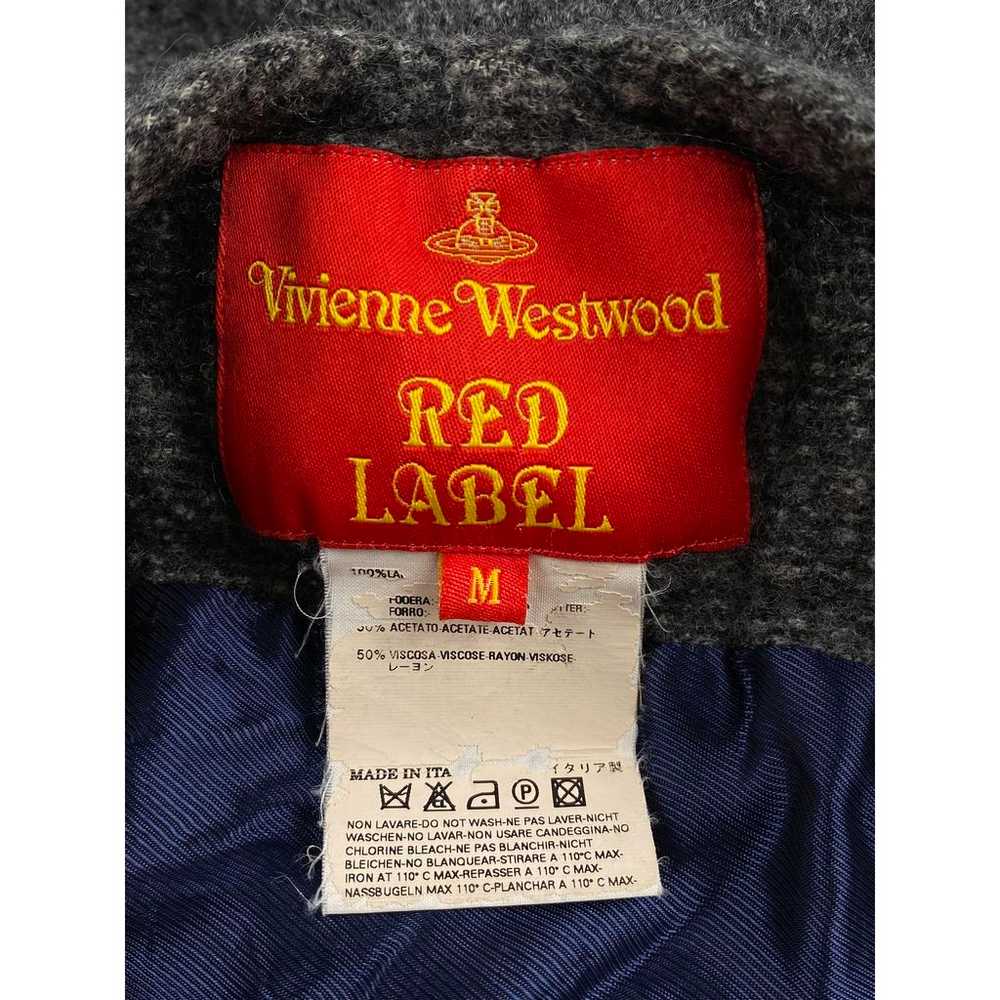 Vivienne Westwood
RED
LABEL
M
FODERA:
FORRO:
ACETATO-ACETATE-ACETAT-アセテート
50% VISCOSA-VISCOSE-RAYON-VISKOSE-
レーヨン
MADE IN ITA イタリア製
NON LAVARE-DO NOT WASH-NE PAS LAVER-NICHT
WASCHEN-NO LAVAR-NON USARE CANDEGGINA-NO
CHLORINE BLEACH-NE PAS BLANCHIR-NICHT
BLEICHEN-NO BLANQUEAR-STIRARE A 110°C MAX-
IRON AT 110°C MAX-REPASSER A 110°C MAX-
NASSBUGELN MAX 110° C-PLANCHAR A 110° C MAX-